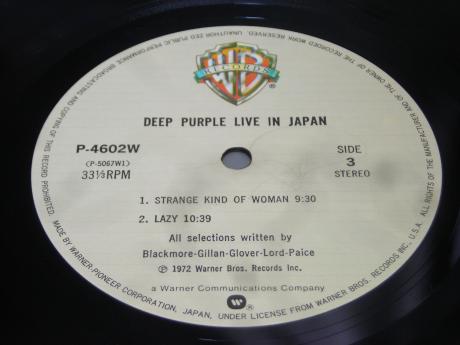 WB
RECORDS
®
DEEP PURPLE LIVE IN JAPAN
P-4602W
(P-5067W1)
33⅓RPM
SIDE
3
STEREO
1. STRANGE KIND OF WOMAN 9:30
2. LAZY 10:39
All selections written by
Blackmore-Gillan-Glover-Lord-Paice
℗ 1972 Warner Bros. Records Inc.
a Warner Communications Company
MADE BY WARNER-PIONEER CORPORATION, JAPAN, UNDER LICENSE FROM WARNER BROS. RECORDS INC. U.S.A. ALL RIGHTS OF THE MANUFACTURER AND OF THE OWNER OF THE RECORDED WORK RESERVED. UNAUTHORIZED PUBLIC PERFORMANCE, BROADCASTING AND COPYING OF THIS RECORD PROHIBITED.